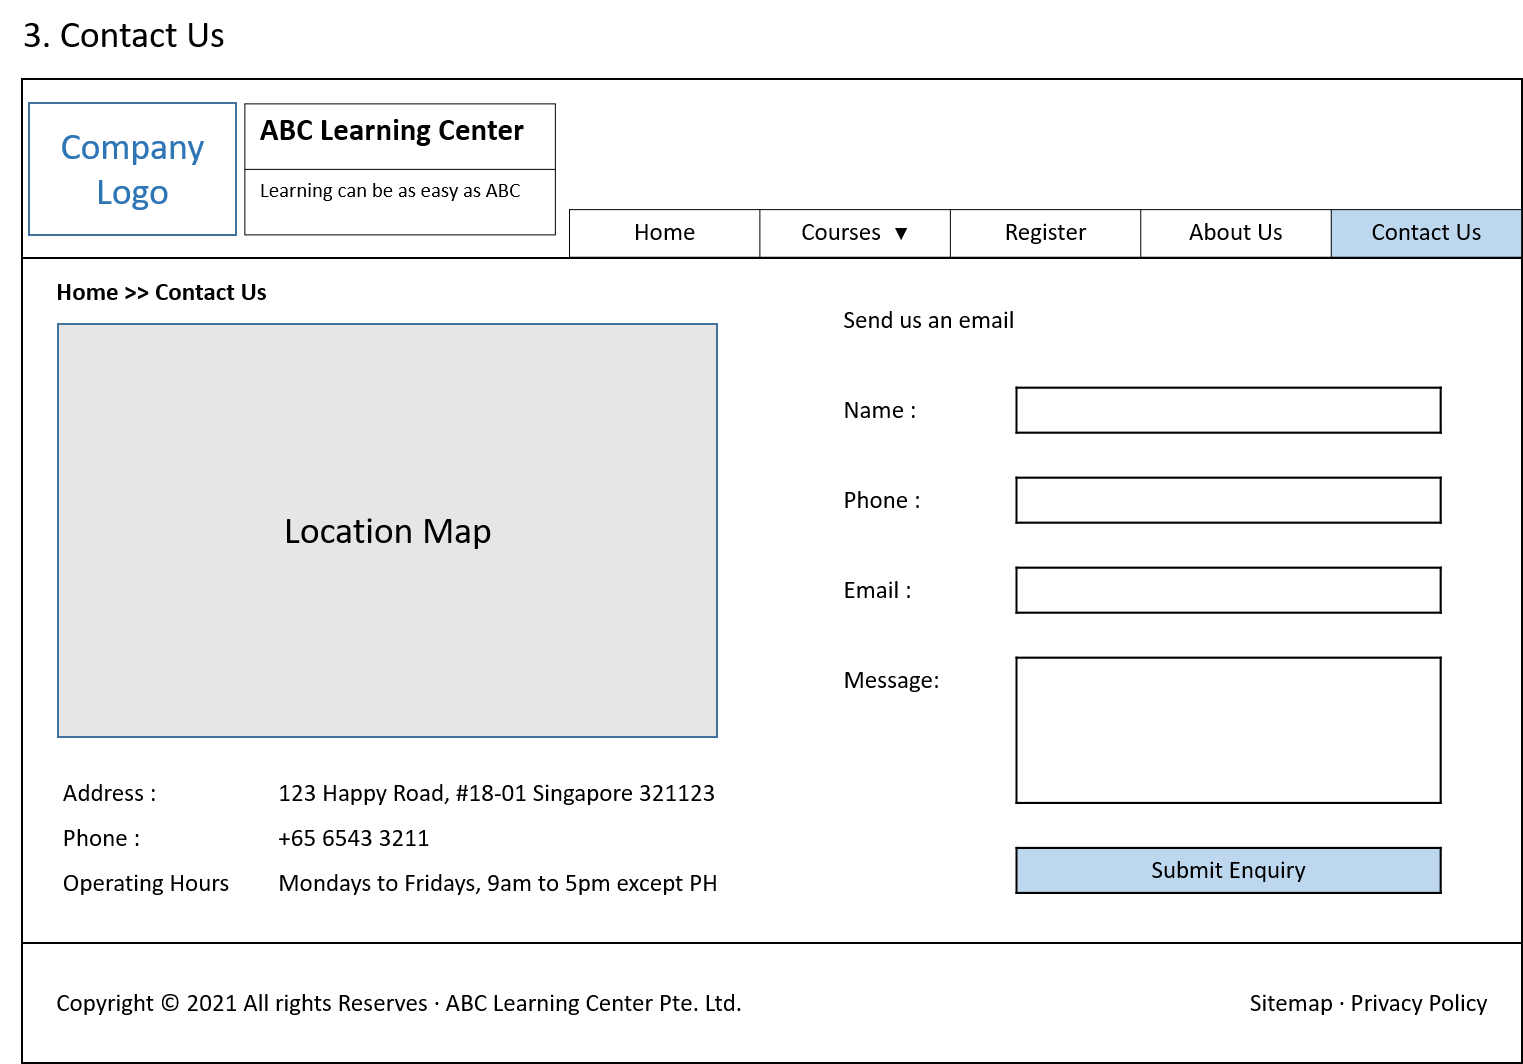 3. Contact Us
Company
Logo
ABC Learning Center
Learning can be as easy as ABC
Home
Courses ▼
Register
About Us
Contact Us
Home >> Contact Us
Location Map
Address :
123 Happy Road, #18-01 Singapore 321123
Phone :
+65 6543 3211
Operating Hours
Mondays to Fridays, 9am to 5pm except PH
Send us an email
Name :
Phone :
Email :
Message:
Submit Enquiry
Copyright © 2021 All rights Reserves · ABC Learning Center Pte. Ltd.
Sitemap · Privacy Policy